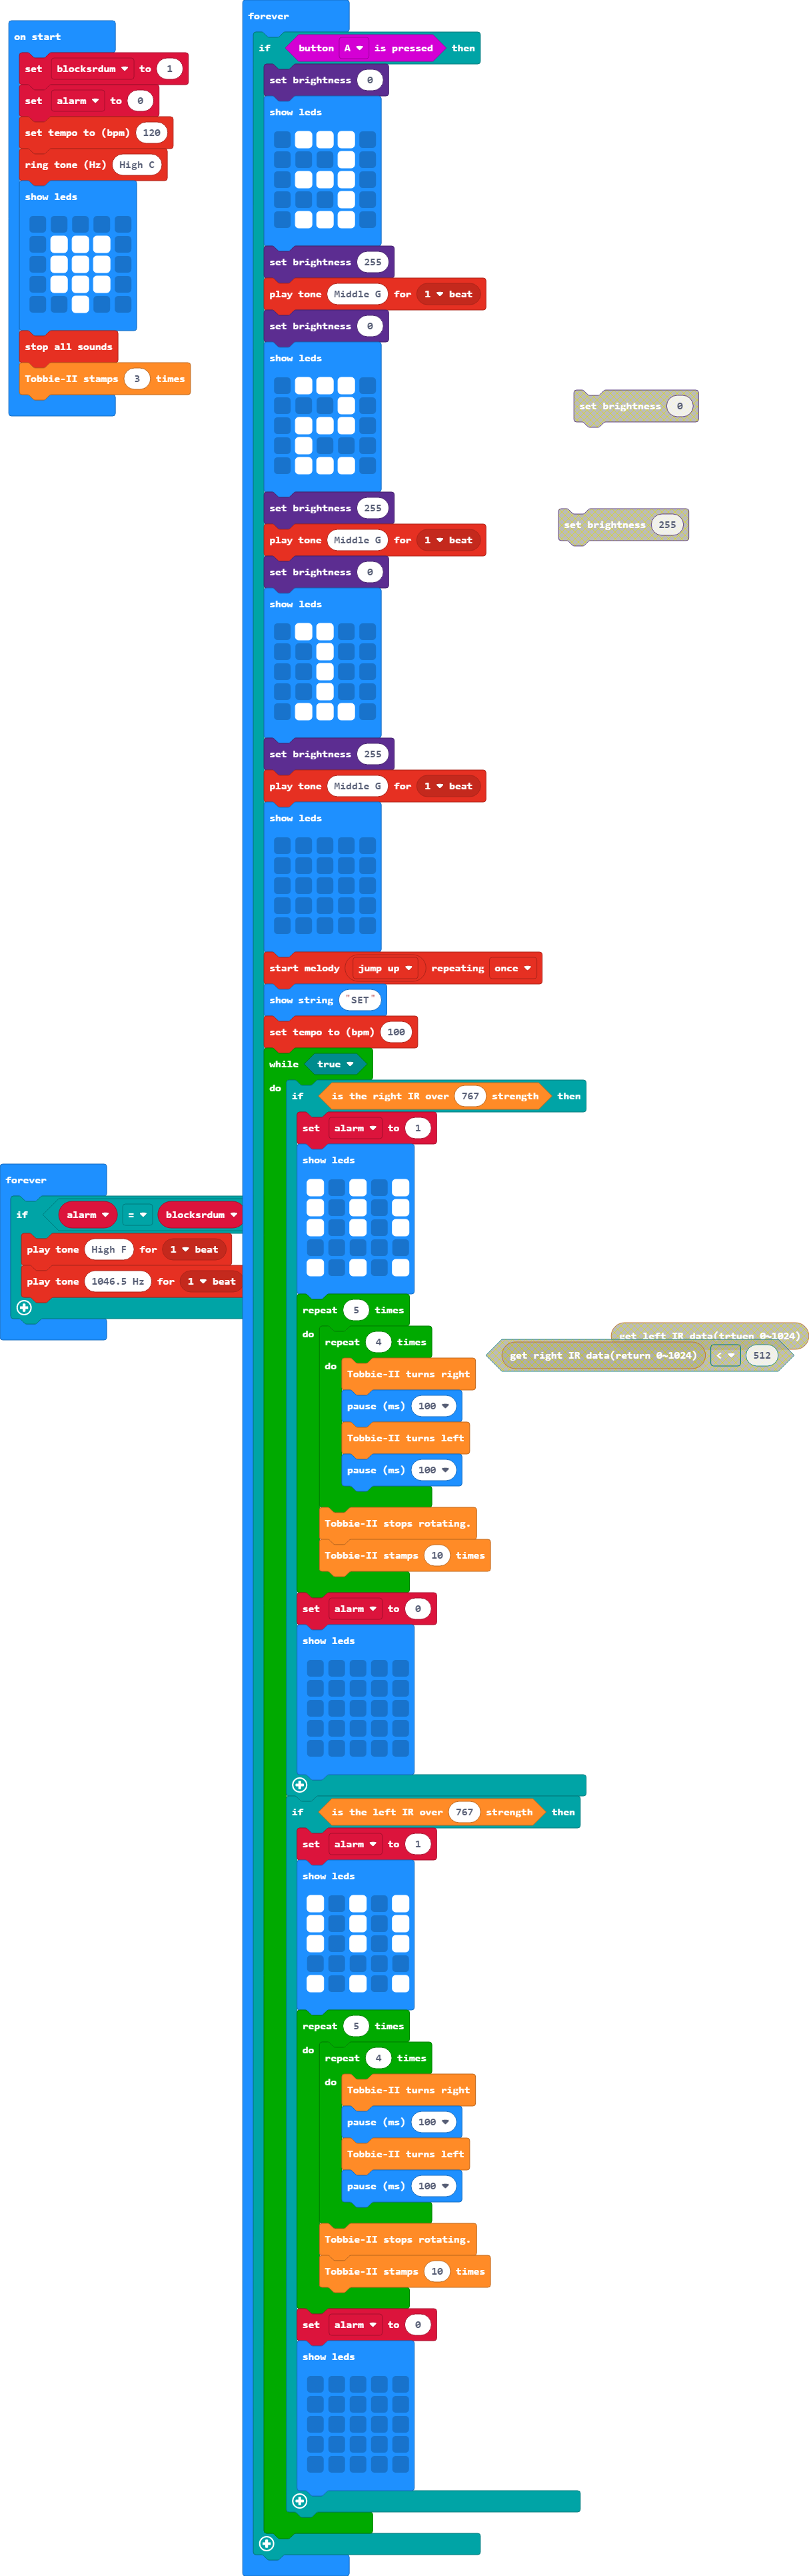 on start
set blocksrdum to 1
set alarm to 0
set tempo to (bpm) 120
ring tone (Hz) High C
show leds
stop all sounds
Tobbie-II stamps 3 times
forever
if alarm = blocksrdum
play tone High F for 1 beat
play tone 1046.5 Hz for 1 beat
forever
if button A is pressed then
set brightness 0
show leds
set brightness 255
play tone Middle G for 1 beat
set brightness 0
show leds
set brightness 255
play tone Middle G for 1 beat
set brightness 0
show leds
set brightness 255
play tone Middle G for 1 beat
show leds
start melody jump up repeating once
show string "SET"
set tempo to (bpm) 100
while true
do if is the right IR over 767 strength then
set alarm to 1
show leds
repeat 5 times
do repeat 4 times
do Tobbie-II turns right
pause (ms) 100
Tobbie-II turns left
pause (ms) 100
Tobbie-II stops rotating.
Tobbie-II stamps 10 times
set alarm to 0
show leds
if is the left IR over 767 strength then
set alarm to 1
show leds
repeat 5 times
do repeat 4 times
do Tobbie-II turns right
pause (ms) 100
Tobbie-II turns left
pause (ms) 100
Tobbie-II stops rotating.
Tobbie-II stamps 10 times
set alarm to 0
show leds
set brightness 0
set brightness 255
get left IR data(trtuen 0~1024)
get right IR data(return 0~1024) < 512